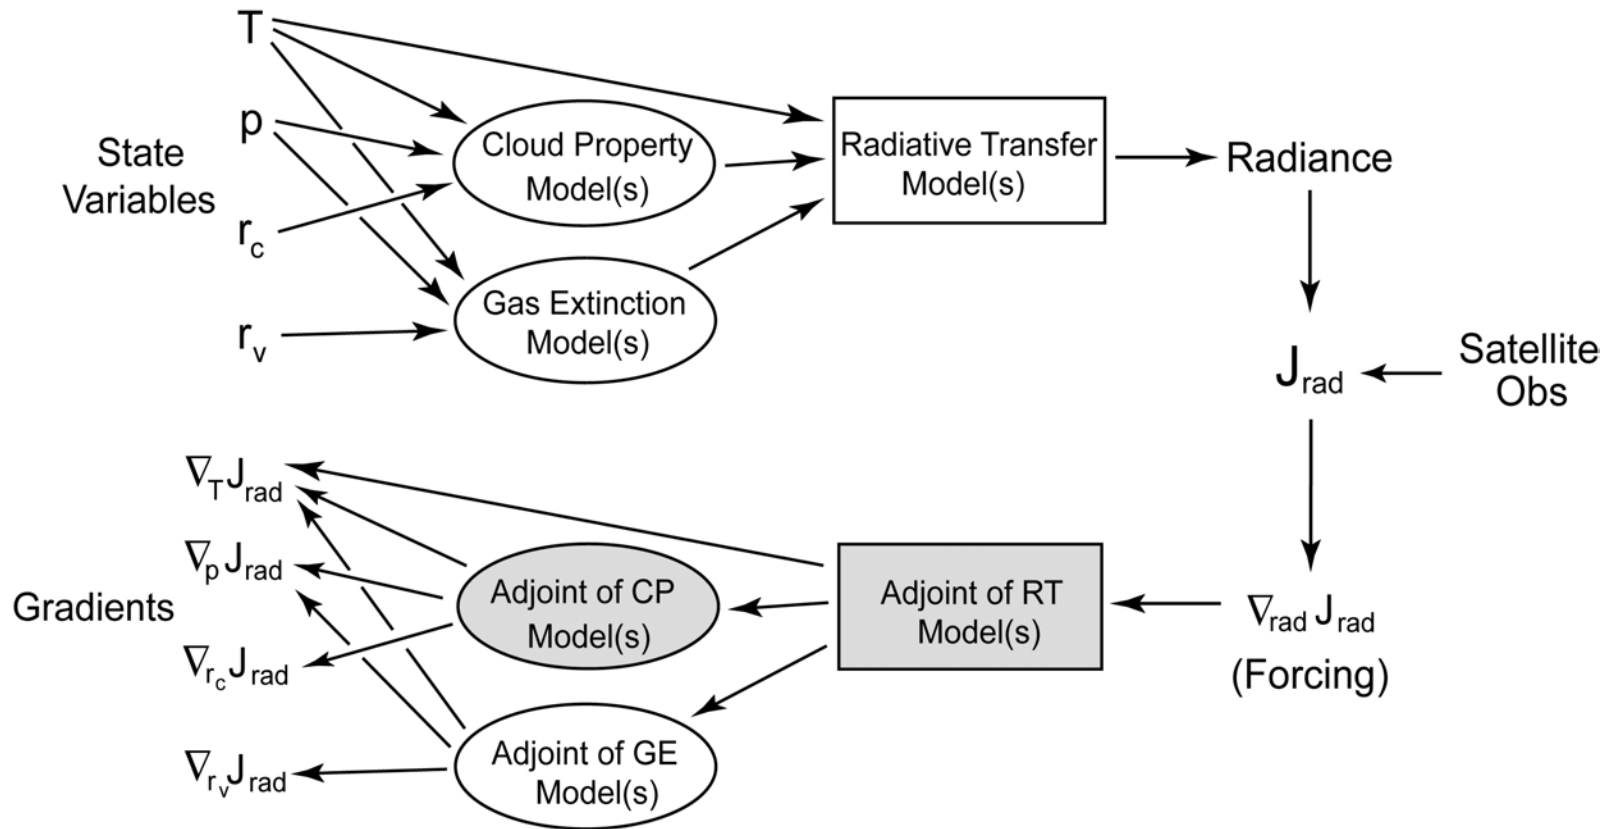 T
p
State
Variables
r_c
r_v
Cloud Property
Model(s)
Gas Extinction
Model(s)
Radiative Transfer
Model(s)
Radiance
J_rad
Satellite
Obs
∇_T J_rad
∇_p J_rad
Gradients
∇_{r_c} J_rad
∇_{r_v} J_rad
Adjoint of CP
Model(s)
Adjoint of GE
Model(s)
Adjoint of RT
Model(s)
∇_rad J_rad
(Forcing)